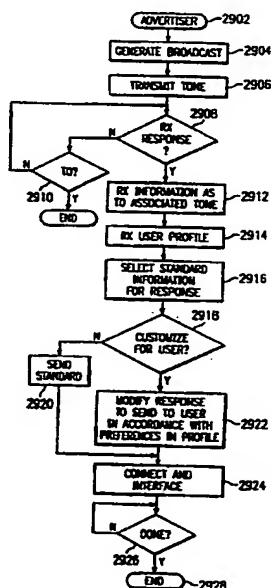 ADVERTISER
2902
GENERATE BROADCAST
2904
TRANSMIT TONE
2906
2908
RX
RESPONSE
?
N
Y
TO?
2910
N
Y
END
RX INFORMATION AS
TO ASSOCIATED TONE
2912
RX USER PROFILE
2914
SELECT STANDARD
INFORMATION
FOR RESPONSE
2916
2918
CUSTOMIZE
FOR USER?
N
Y
SEND
STANDARD
2920
MODIFY RESPONSE
TO SEND TO USER
IN ACCORDANCE WITH
PREFERENCES IN PROFILE
2922
CONNECT AND
INTERFACE
2924
N
DONE?
2926
Y
END
2928